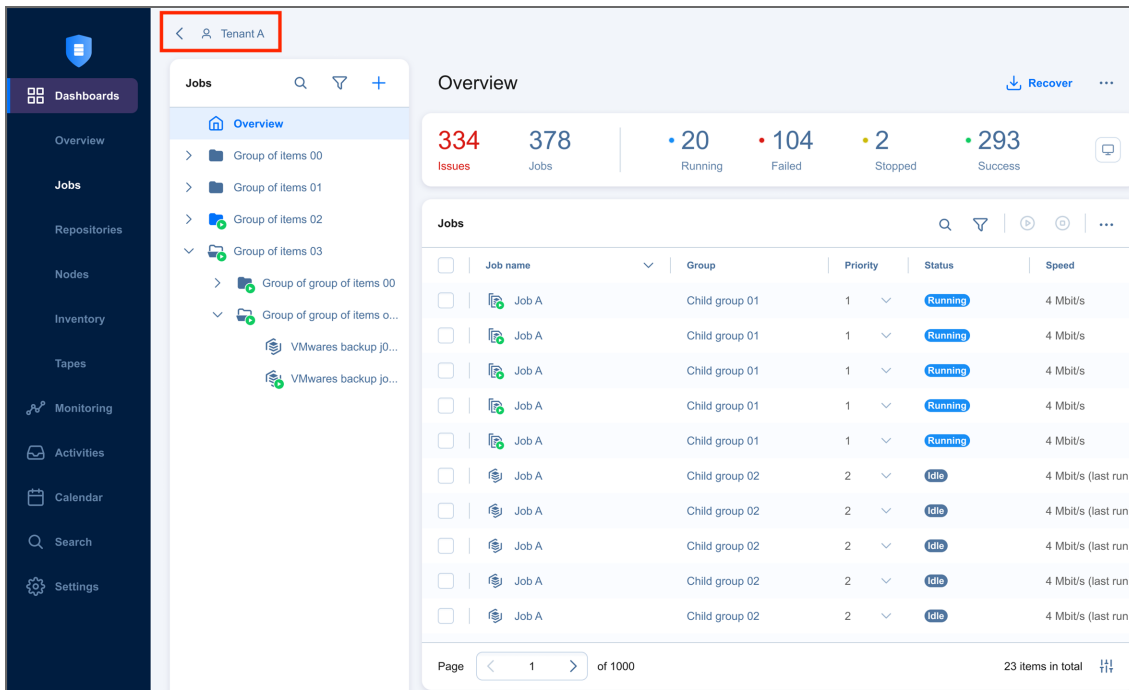 Tenant A
Dashboards
Overview
Jobs
Repositories
Nodes
Inventory
Tapes
Monitoring
Activities
Calendar
Search
Settings
Jobs
Overview
Group of items 00
Group of items 01
Group of items 02
Group of items 03
Group of group of items 00
Group of group of items o...
VMwares backup j0...
VMwares backup jo...
Overview
Recover
334 378 20 104 2 293
Issues Jobs Running Failed Stopped Success
Jobs
Job name Group Priority Status Speed
Job A Child group 01 1 Running 4 Mbit/s
Job A Child group 01 1 Running 4 Mbit/s
Job A Child group 01 1 Running 4 Mbit/s
Job A Child group 01 1 Running 4 Mbit/s
Job A Child group 01 1 Running 4 Mbit/s
Job A Child group 02 2 Idle 4 Mbit/s (last run
Job A Child group 02 2 Idle 4 Mbit/s (last run
Job A Child group 02 2 Idle 4 Mbit/s (last run
Job A Child group 02 2 Idle 4 Mbit/s (last run
Job A Child group 02 2 Idle 4 Mbit/s (last run
Page 1 of 1000 23 items in total